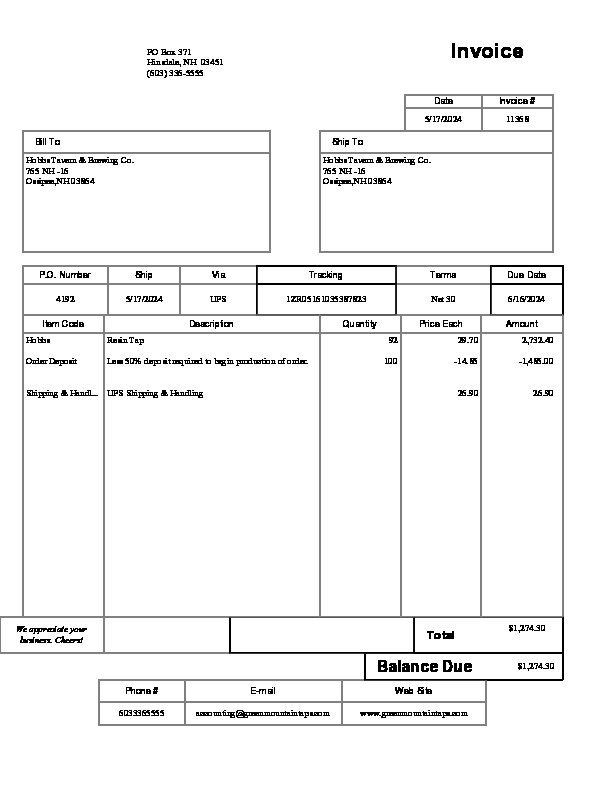 PO Box 371
Hinsdale, NH 03451
(603) 336-5555
Invoice
Date Invoice #
5/17/2024 11358
Bill To
Hobbs Tavern & Brewing Co.
765 NH -16
Ossipee,NH 03864
Ship To
Hobbs Tavern & Brewing Co.
765 NH -16
Ossipee,NH 03864
P.O. Number Ship Via Tracking Terms Due Date
4192 5/17/2024 UPS 1ZR05161035387823 Net 30 6/16/2024
Item Code Description Quantity Price Each Amount
Hobbs Resin Tap 92 29.70 2,732.40
Order Deposit Less 50% deposit required to begin production of order. 100 -14.85 -1,485.00
Shipping & Handl... UPS Shipping & Handling 26.90 26.90
We appreciate your
business. Cheers!
Total $1,274.30
Balance Due $1,274.30
Phone # E-mail Web Site
6033365555 accounting@greenmountaintaps.com www.greenmountaintaps.com